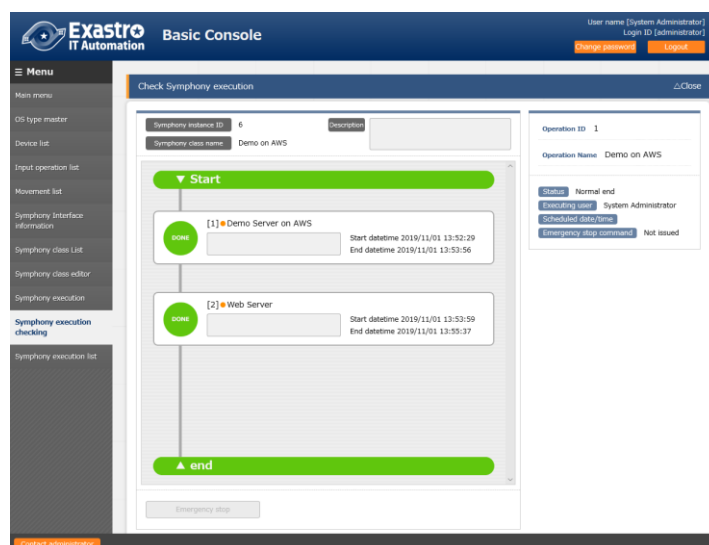 Exastro
IT Automation
Basic Console
User name [System Administrator]
Login ID [administrator]
Change password
Logout
☰ Menu
Main menu
OS type master
Device list
Input operation list
Movement list
Symphony Interface
information
Symphony class List
Symphony class editor
Symphony execution
Symphony execution
checking
Symphony execution list
Contact administrator
Check Symphony execution
△Close
Symphony instance ID 6
Description
Symphony class name Demo on AWS
▼ Start
[1]●Demo Server on AWS
DONE
Start datetime 2019/11/01 13:52:29
End datetime 2019/11/01 13:53:56
[2]●Web Server
DONE
Start datetime 2019/11/01 13:53:59
End datetime 2019/11/01 13:55:37
▲ end
Emergency stop
Operation ID 1
Operation Name Demo on AWS
Status Normal end
Executing user System Administrator
Scheduled date/time
Emergency stop command Not issued